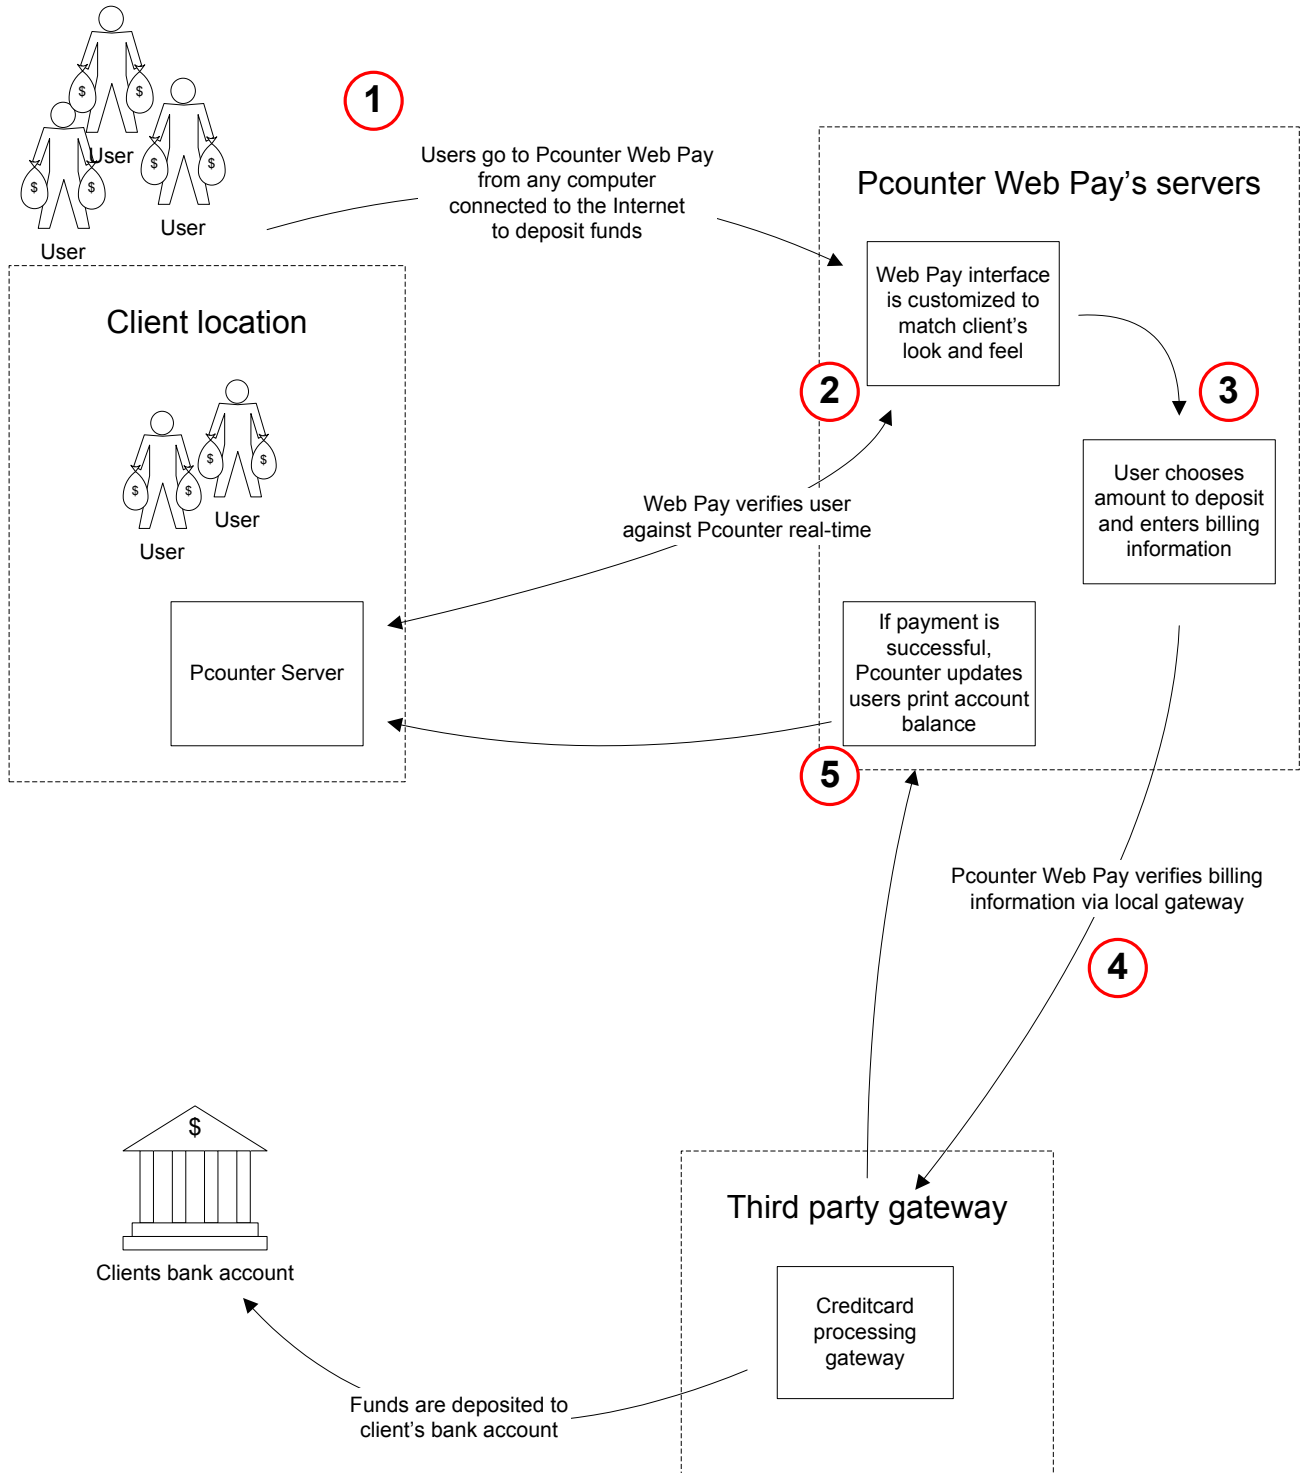 $
$
User
$
$
User
$
$
User
1
Users go to Pcounter Web Pay
from any computer
connected to the Internet
to deposit funds
Pcounter Web Pay's servers
Web Pay interface
is customized to
match client's
look and feel
2
3
Client location
$
$
User
$
$
User
Web Pay verifies user
against Pcounter real-time
User chooses
amount to deposit
and enters billing
information
Pcounter Server
If payment is
successful,
Pcounter updates
users print account
balance
5
Pcounter Web Pay verifies billing
information via local gateway
4
$
Clients bank account
Third party gateway
Creditcard
processing
gateway
Funds are deposited to
client's bank account